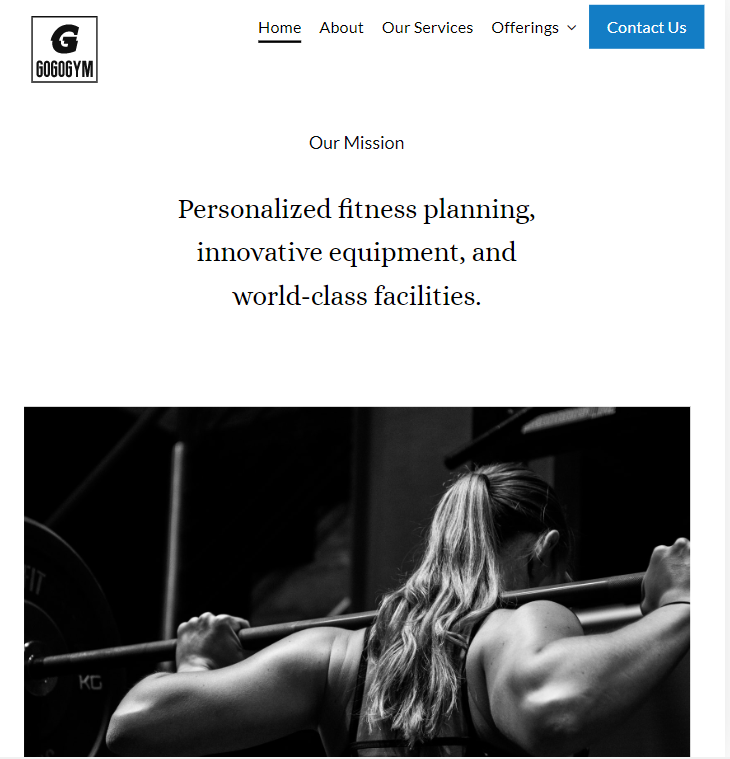 G
GOGOGYM
Home About Our Services Offerings Contact Us
Our Mission
Personalized fitness planning,
innovative equipment, and
world-class facilities.
IT
KG